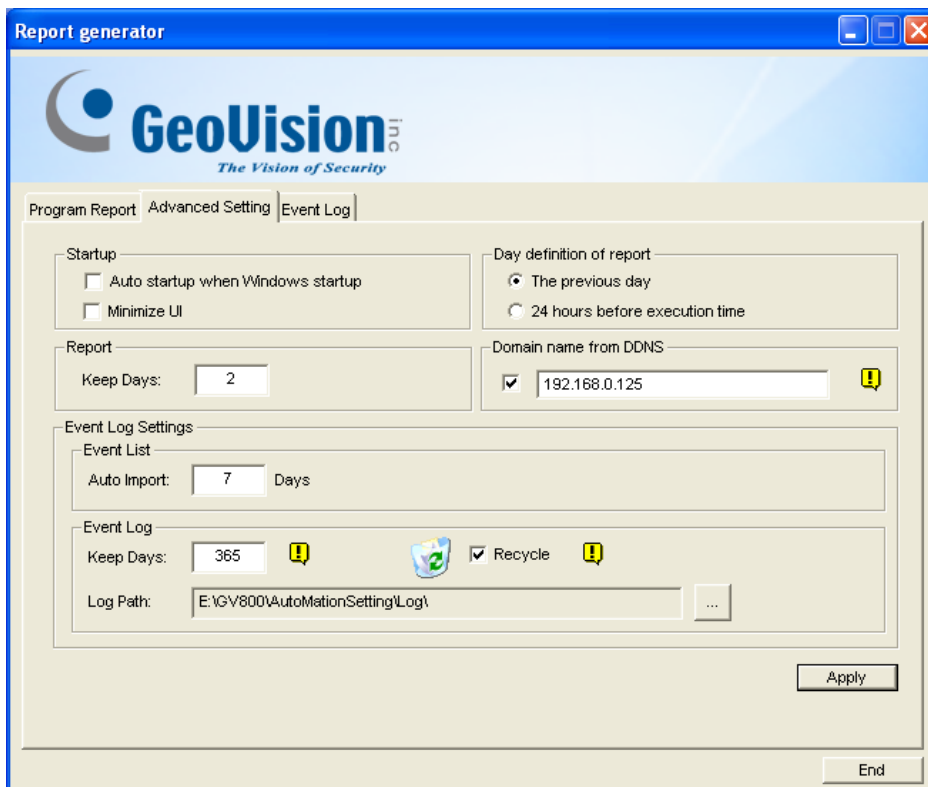 Report generator
GeoVision inc
The Vision of Security
Program Report Advanced Setting Event Log
Startup
Auto startup when Windows startup
Minimize UI
Day definition of report
The previous day
24 hours before execution time
Report
Keep Days: 2
Domain name from DDNS
192.168.0.125
Event Log Settings
Event List
Auto Import: 7 Days
Event Log
Keep Days: 365 Recycle
Log Path: E:\GV800\AutoMationSetting\Log\ ...
Apply
End